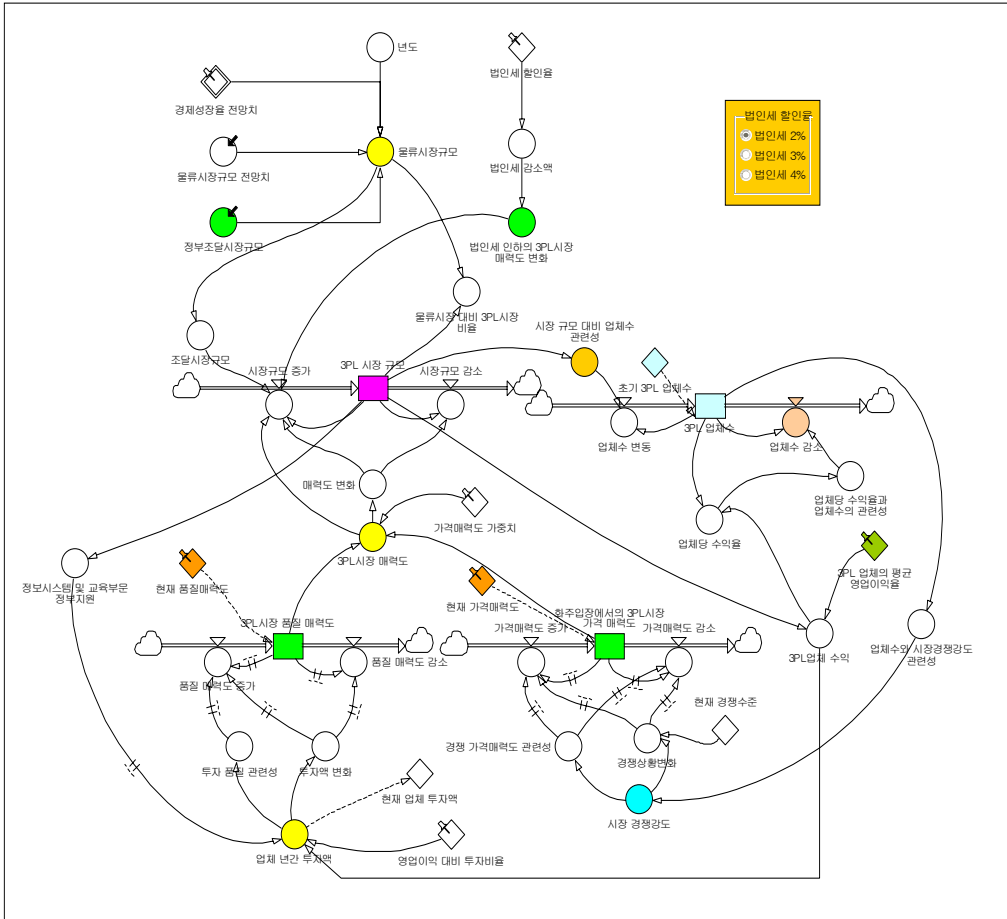 년도
법인세 할인율
경제성장율 전망치
법인세 할인율
법인세 2%
법인세 3%
법인세 4%
물류시장규모
물류시장규모 전망치
법인세 감소액
정부조달시장규모
법인세 인하의 3PL시장
매력도 변화
물류시장 대비 3PL시장
비율
시장 규모 대비 업체수
관련성
조달시장규모
시장규모 증가
3PL 시장 규모
시장규모 감소
초기 3PL 업체수
3PL 업체수
업체수 변동
업체수 감소
매력도 변화
업체당 수익율과
업체수의 관련성
가격매력도 가중치
업체당 수익율
3PL시장 매력도
정보시스템 및 교육부문
정부지원
현재 품질매력도
현재 가격매력도
3PL 업체의 평균
영업이익율
3PL시장 품질 매력도
화주입장에서의 3PL시장
가격 매력도
가격매력도 증가
가격매력도 감소
3PL업체 수익
업체수와 시장경쟁강도
관련성
품질 매력도 증가
품질 매력도 감소
현재 경쟁수준
투자 품질 관련성
투자액 변화
경쟁 가격매력도 관련성
경쟁상황변화
현재 업체 투자액
시장 경쟁강도
업체 년간 투자액
영업이익 대비 투자비율